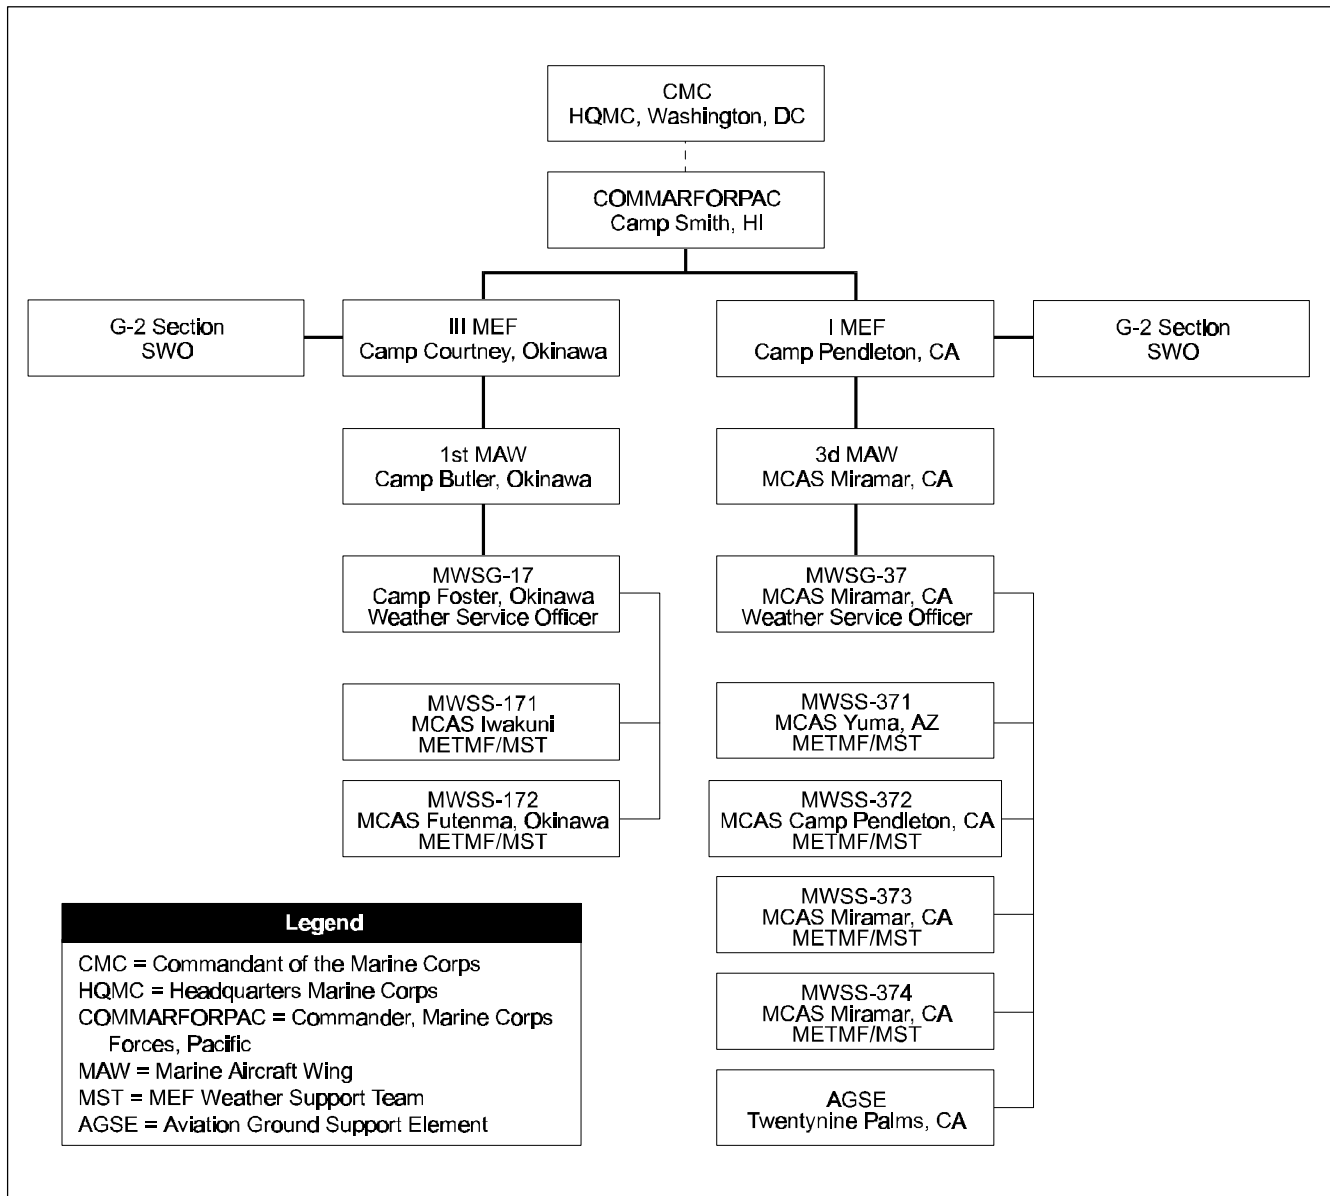 CMC
HQMC, Washington, DC
COMMARFORPAC
Camp Smith, HI
G-2 Section
SWO
III MEF
Camp Courtney, Okinawa
I MEF
Camp Pendleton, CA
G-2 Section
SWO
1st MAW
Camp Butler, Okinawa
3d MAW
MCAS Miramar, CA
MWSG-17
Camp Foster, Okinawa
Weather Service Officer
MWSG-37
MCAS Miramar, CA
Weather Service Officer
MWSS-171
MCAS Iwakuni
METMF/MST
MWSS-371
MCAS Yuma, AZ
METMF/MST
MWSS-172
MCAS Futenma, Okinawa
METMF/MST
MWSS-372
MCAS Camp Pendleton, CA
METMF/MST
MWSS-373
MCAS Miramar, CA
METMF/MST
MWSS-374
MCAS Miramar, CA
METMF/MST
AGSE
Twentynine Palms, CA
Legend
CMC = Commandant of the Marine Corps
HQMC = Headquarters Marine Corps
COMMARFORPAC = Commander, Marine Corps
Forces, Pacific
MAW = Marine Aircraft Wing
MST = MEF Weather Support Team
AGSE = Aviation Ground Support Element